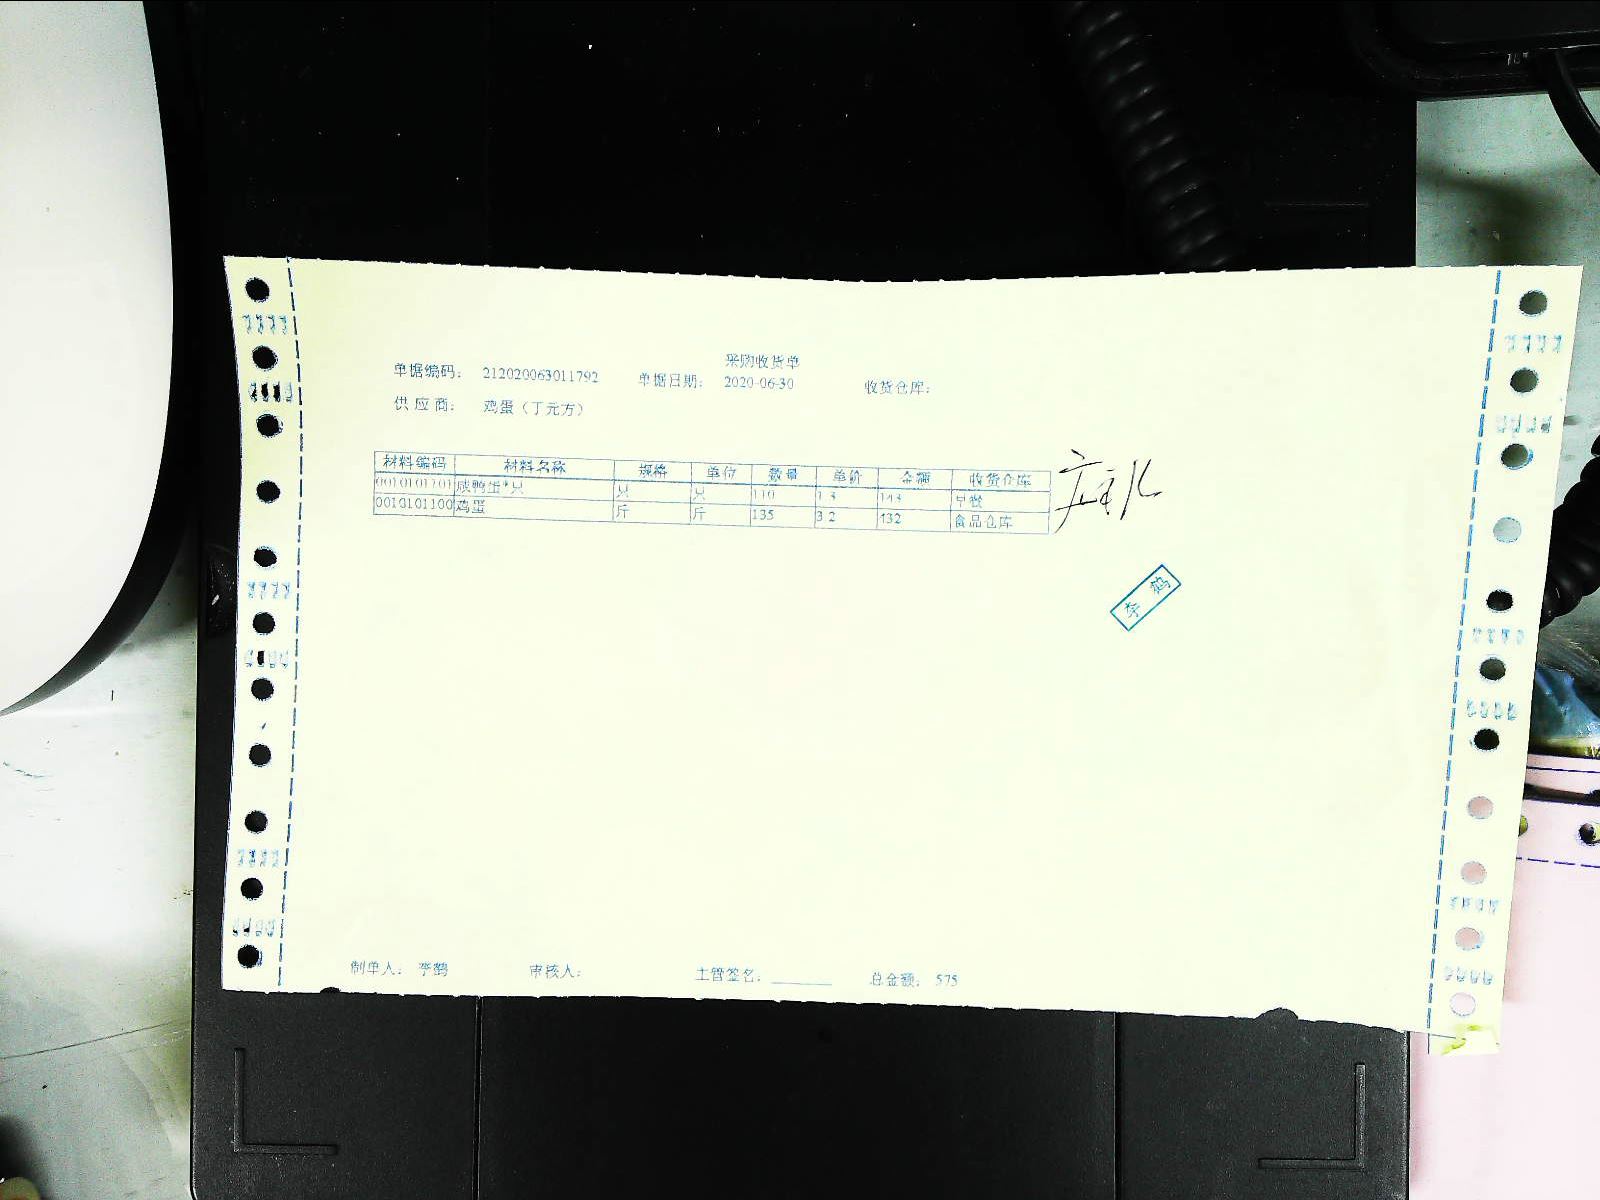 采购收货单
单据编码： 212020063011792 单据日期： 2020-06-30 收货仓库：
供 应 商： 鸡蛋（丁元方）
材料编码 材料名称 规格 单位 数量 单价 金额 收货仓库
0010101101 咸鸭蛋*只 只 只 110 1.3 143 早餐
0010101100 鸡蛋 斤 斤 135 3.2 432 食品仓库
李 鹤
制单人： 李鹤 审核人： 主管签名： 总金额： 575